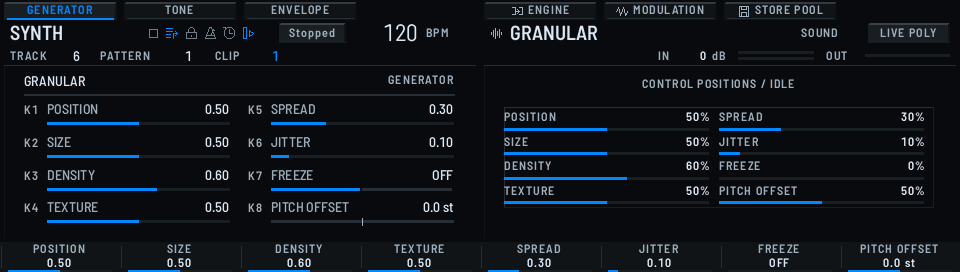 GENERATOR TONE ENVELOPE ENGINE MODULATION STORE POOL
SYNTH Stopped 120 BPM GRANULAR SOUND LIVE POLY
TRACK 6 PATTERN 1 CLIP 1 IN 0 dB OUT
GRANULAR GENERATOR
K1 POSITION 0.50 K5 SPREAD 0.30
K2 SIZE 0.50 K6 JITTER 0.10
K3 DENSITY 0.60 K7 FREEZE OFF
K4 TEXTURE 0.50 K8 PITCH OFFSET 0.0 st
CONTROL POSITIONS / IDLE
POSITION 50% SPREAD 30%
SIZE 50% JITTER 10%
DENSITY 60% FREEZE 0%
TEXTURE 50% PITCH OFFSET 50%
POSITION SIZE DENSITY TEXTURE SPREAD JITTER FREEZE PITCH OFFSET
0.50 0.50 0.60 0.50 0.30 0.10 OFF 0.0 st